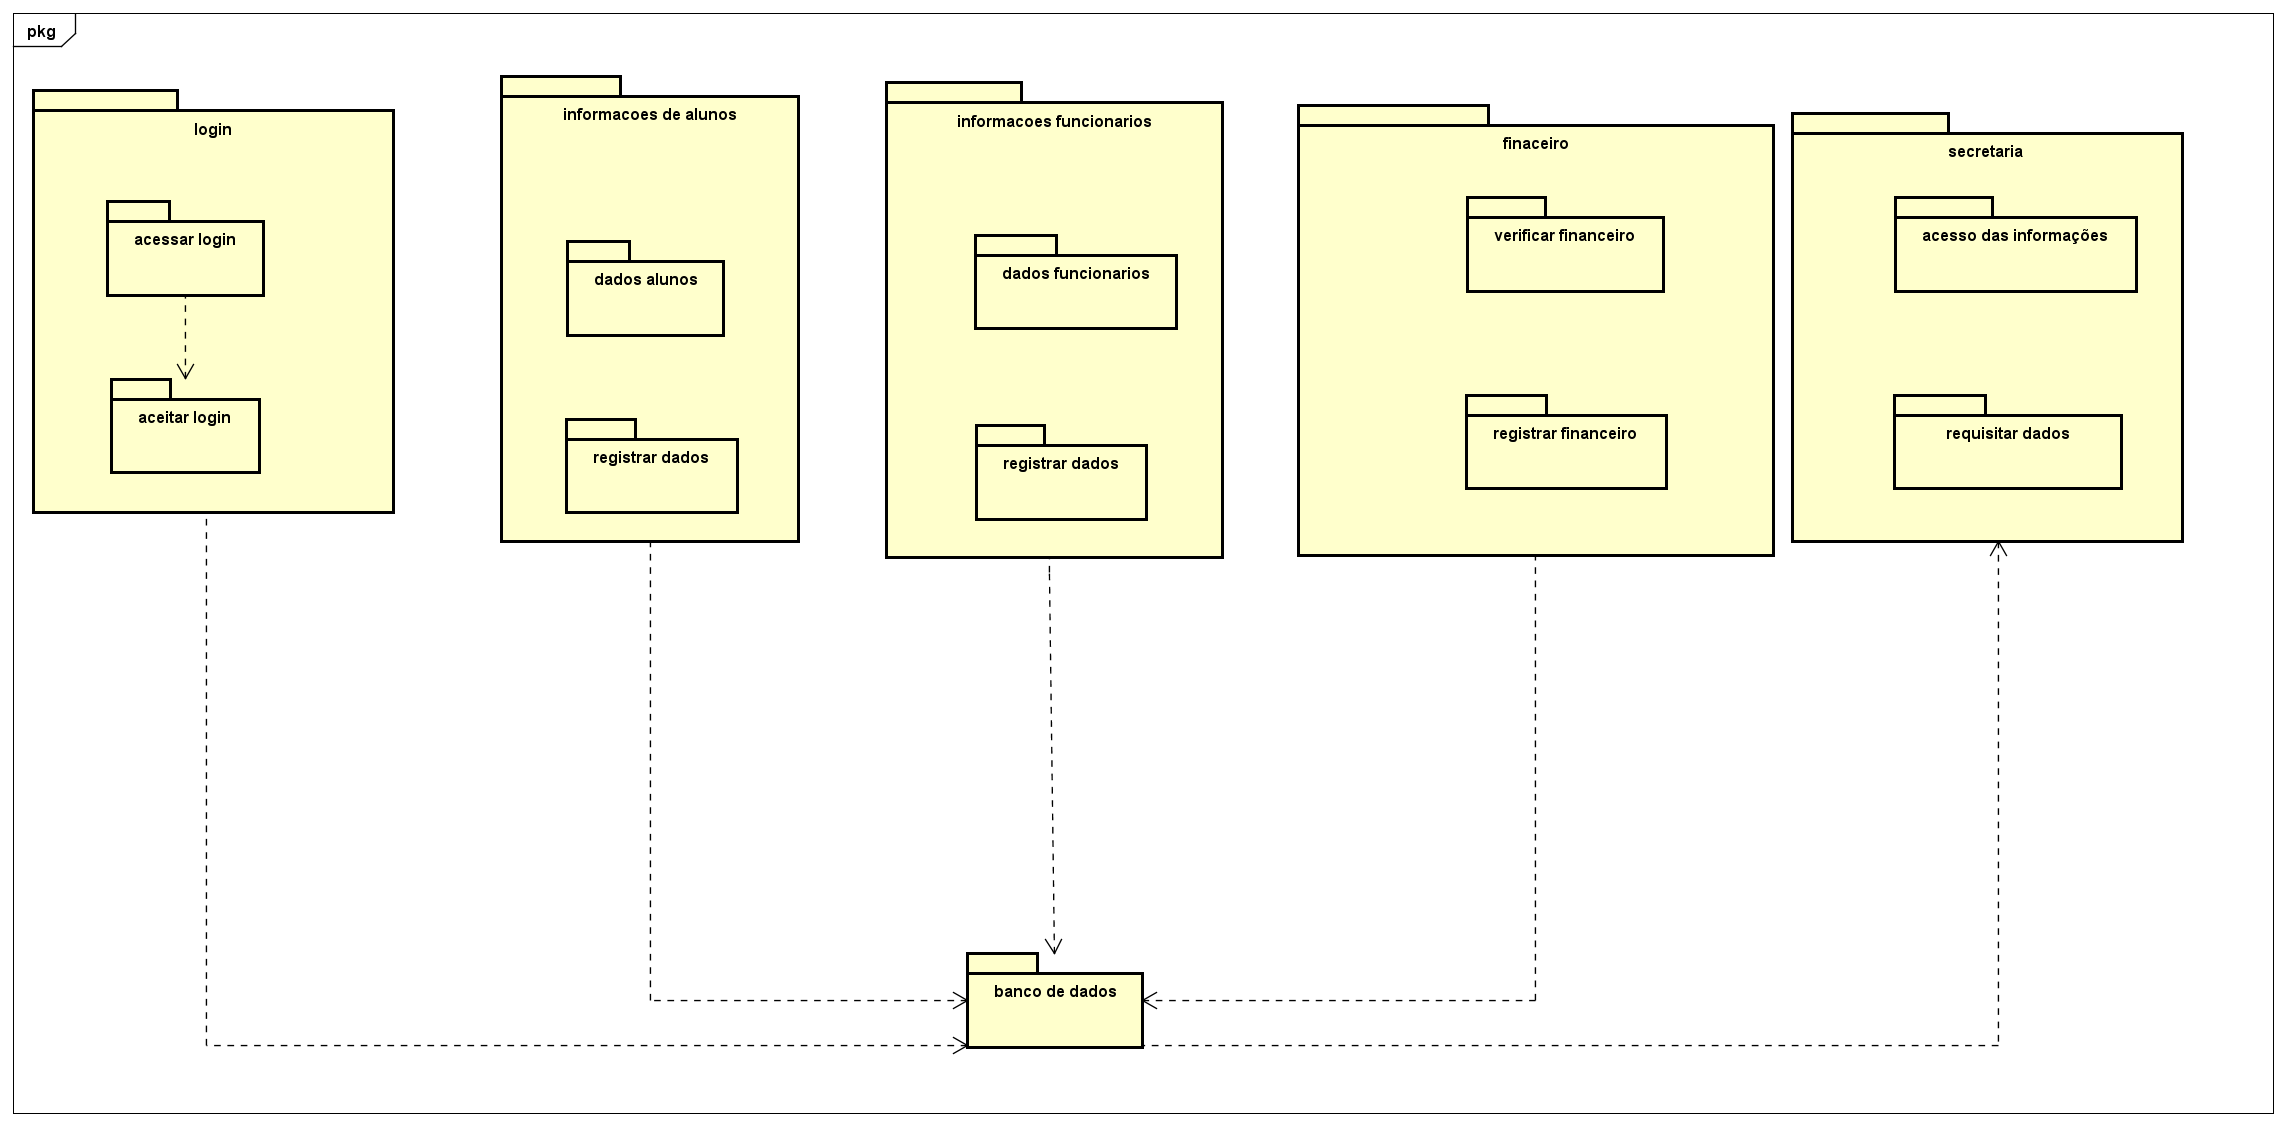 pkg
login
acessar login
aceitar login
informacoes de alunos
dados alunos
registrar dados
informacoes funcionarios
dados funcionarios
registrar dados
finaceiro
verificar financeiro
registrar financeiro
secretaria
acesso das informações
requisitar dados
banco de dados